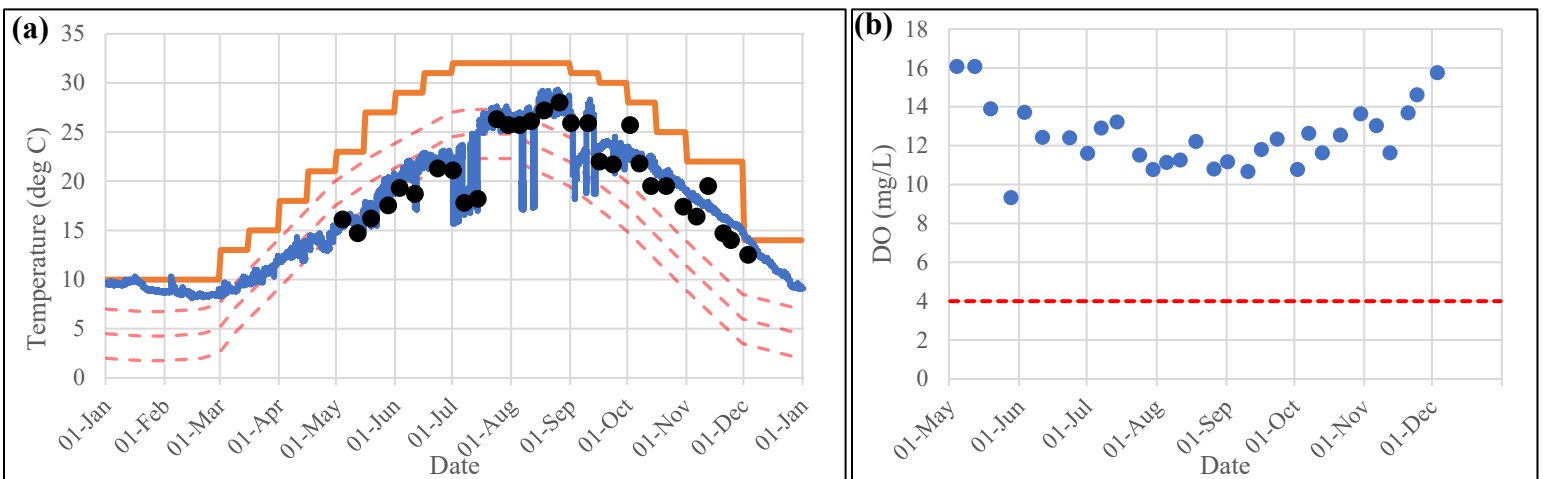 (a)
Temperature (deg C)
35
30
25
20
15
10
5
0
01-Jan
01-Feb
01-Mar
01-Apr
01-May
01-Jun
01-Jul
01-Aug
01-Sep
01-Oct
01-Nov
01-Dec
01-Jan
Date
(b)
DO (mg/L)
18
16
14
12
10
8
6
4
2
0
01-May
01-Jun
01-Jul
01-Aug
01-Sep
01-Oct
01-Nov
01-Dec
Date